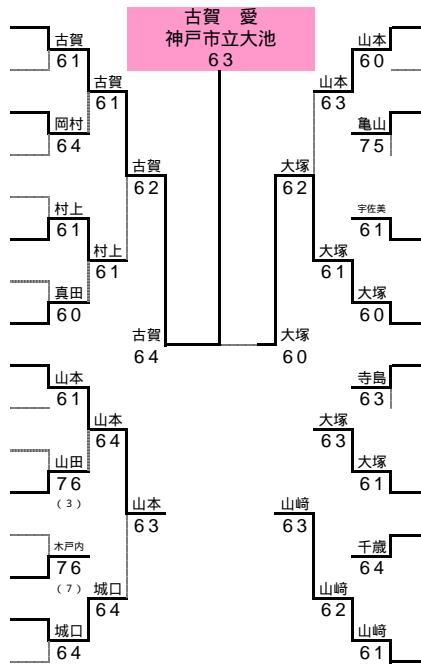 古賀　愛
神戸市立大池
63
古賀
61
古賀
61
岡村
64
古賀
62
村上
61
村上
61
真田
60
古賀
64
山本
61
山本
64
山田
76
(3)
山本
63
木戸内
76
(7)
城口
64
城口
64
山本
60
山本
63
亀山
75
大塚
62
宇佐美
61
大塚
61
大塚
60
大塚
60
寺島
63
大塚
63
大塚
61
山﨑
63
千歳
64
山﨑
62
山﨑
61